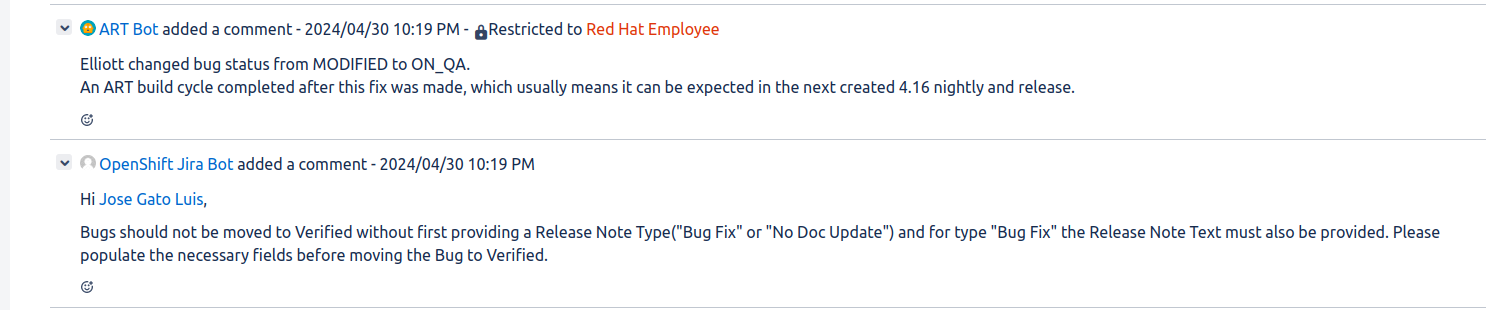 ART Bot added a comment - 2024/04/30 10:19 PM - Restricted to Red Hat Employee
Elliott changed bug status from MODIFIED to ON_QA.
An ART build cycle completed after this fix was made, which usually means it can be expected in the next created 4.16 nightly and release.
OpenShift Jira Bot added a comment - 2024/04/30 10:19 PM
Hi Jose Gato Luis,
Bugs should not be moved to Verified without first providing a Release Note Type("Bug Fix" or "No Doc Update") and for type "Bug Fix" the Release Note Text must also be provided. Please
populate the necessary fields before moving the Bug to Verified.